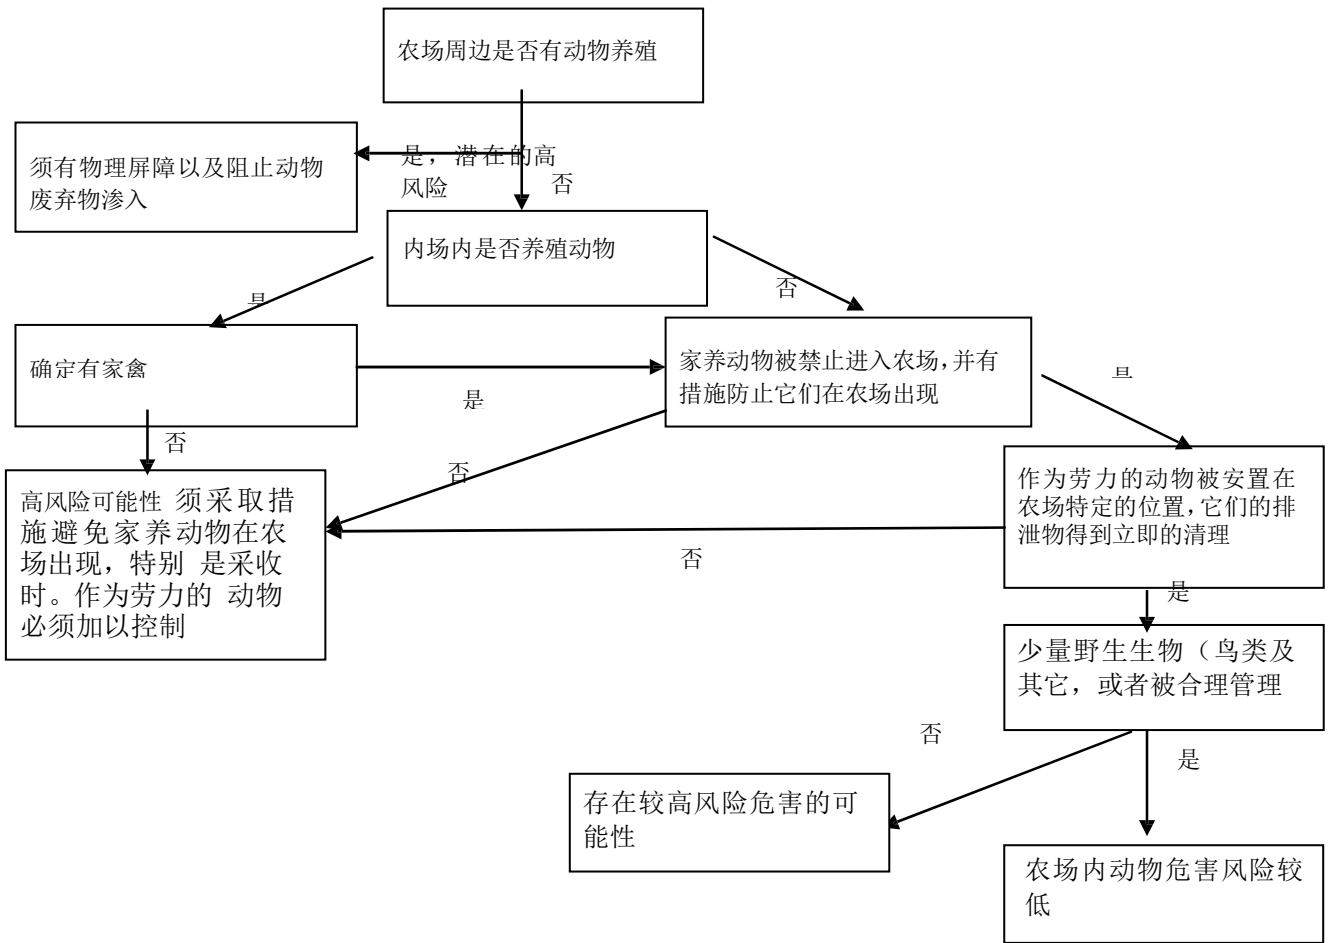 农场周边是否有动物养殖
须有物理屏障以及阻止动物
废弃物渗入
是，潜在的高
风险
否
内场内是否养殖动物
是
否
确定有家禽
是
家养动物被禁止进入农场，并有
措施防止它们在农场出现
是
否
否
高风险可能性 须采取措
施避免家养动物在农
场出现，特别 是采收
时。作为劳力的 动物
必须加以控制
作为劳力的动物被安置在
农场特定的位置，它们的排
泄物得到立即的清理
否
是
少量野生生物（鸟类及
其它，或者被合理管理
否
是
存在较高风险危害的可
能性
农场内动物危害风险较
低